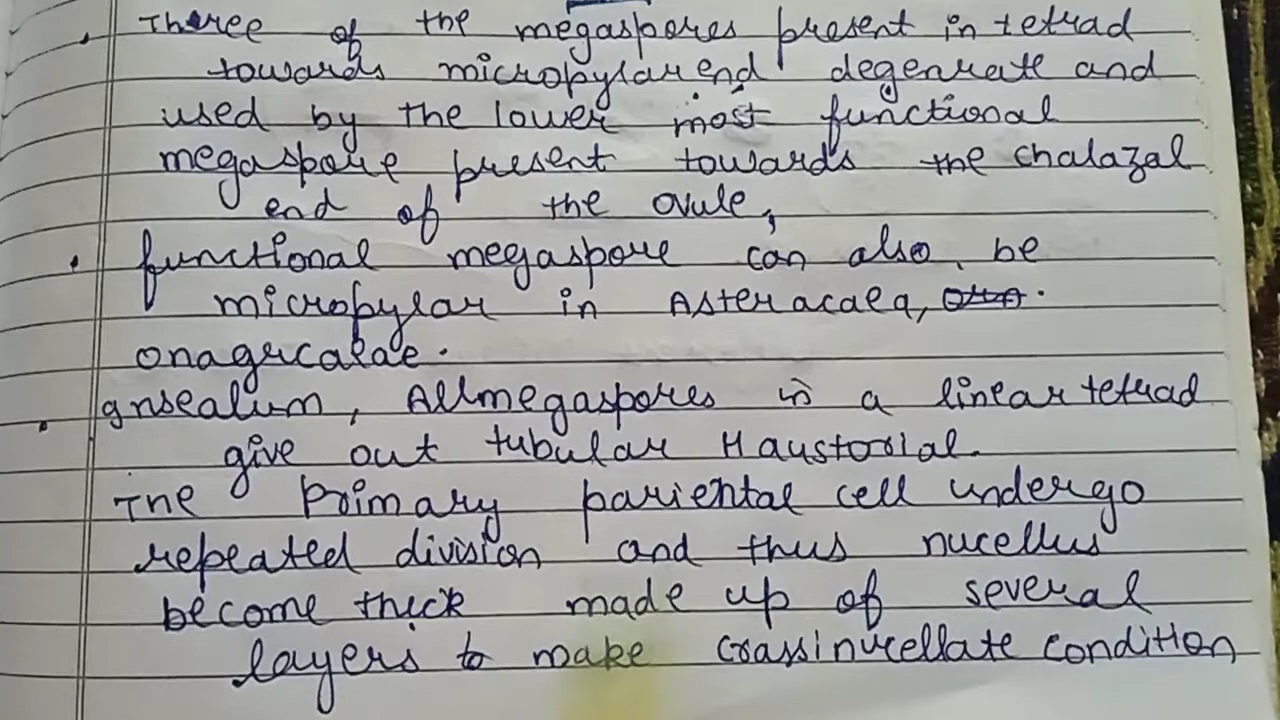 Three of the megaspores present in tetrad
towards micropylar end degenrate and
used by the lower most functional
megaspore present towards the chalazal
end of the ovule,
functional megaspore can also be
micropylar in Asteracaea,
onagrcaeae.
gnsealum, All megaspores in a linear tetrad
give out tubular Haustorial.
The Primary pariental cell undergo
repeated division and thus nucellus
become thick made up of several
layers to make crassinucellate condition